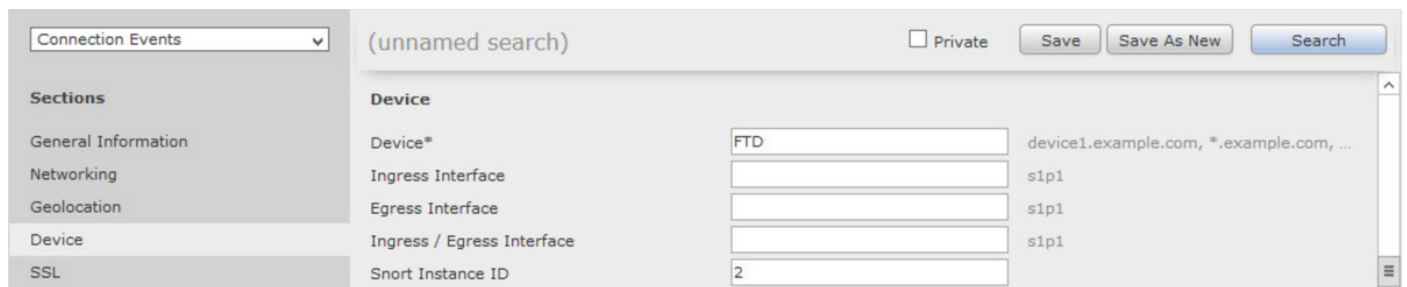 Connection Events
(unnamed search)
Private
Save
Save As New
Search
Sections
General Information
Networking
Geolocation
Device
SSL
Device
Device*
FTD
device1.example.com, *.example.com, ...
Ingress Interface
s1p1
Egress Interface
s1p1
Ingress / Egress Interface
s1p1
Snort Instance ID
2